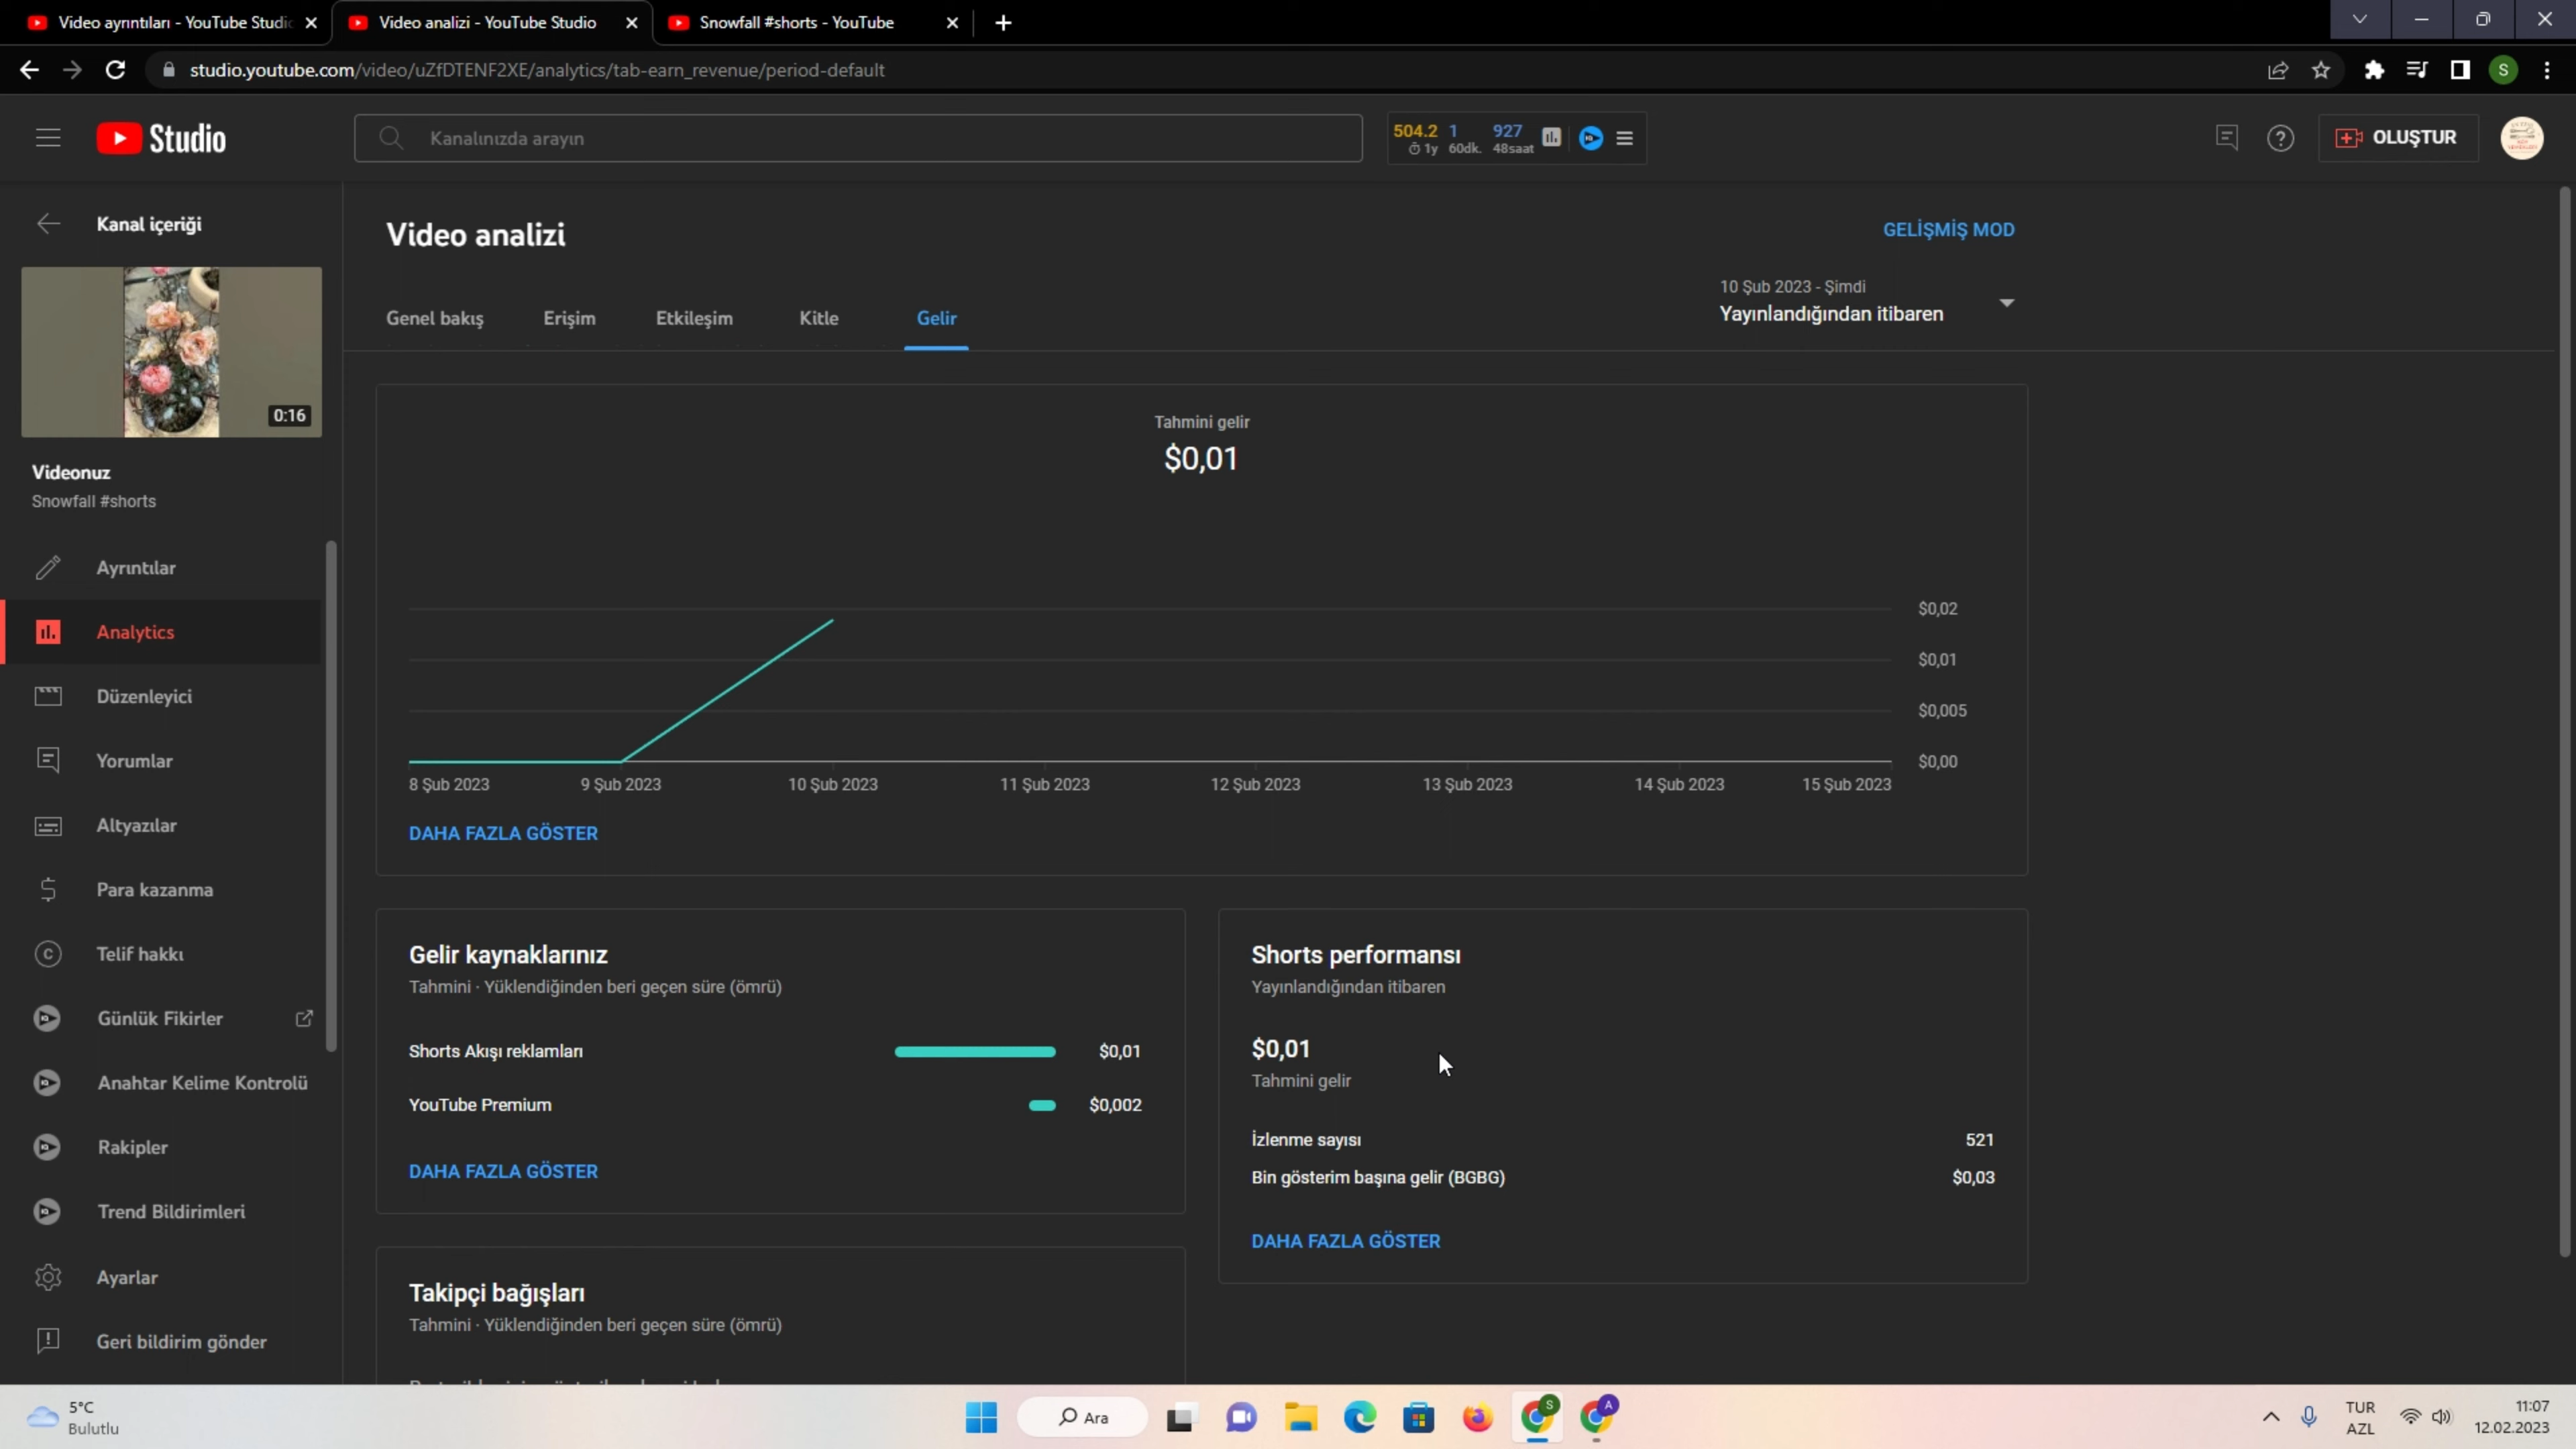 Video ayrıntıları - YouTube Studio
Video analizi - YouTube Studio
Snowfall #shorts - YouTube
studio.youtube.com/video/uZfDTENF2XE/analytics/tab-earn_revenue/period-default
S
Studio
Kanalınızda arayın
504.2 1 927
1y 60dk. 48saat
OLUŞTUR
Kanal içeriği
0:16
Videonuz
Snowfall #shorts
Ayrıntılar
Analytics
Düzenleyici
Yorumlar
Altyazılar
Para kazanma
Telif hakkı
Günlük Fikirler
Anahtar Kelime Kontrolü
Rakipler
Trend Bildirimleri
Ayarlar
Geri bildirim gönder
Video analizi
GELİŞMİŞ MOD
Genel bakış Erişim Etkileşim Kitle Gelir
10 Şub 2023 - Şimdi
Yayınlandığından itibaren
Tahmini gelir
$0,01
$0,02
$0,01
$0,005
$0,00
8 Şub 2023 9 Şub 2023 10 Şub 2023 11 Şub 2023 12 Şub 2023 13 Şub 2023 14 Şub 2023 15 Şub 2023
DAHA FAZLA GÖSTER
Gelir kaynaklarınız
Tahmini · Yüklendiğinden beri geçen süre (ömrü)
Shorts Akışı reklamları $0,01
YouTube Premium $0,002
DAHA FAZLA GÖSTER
Shorts performansı
Yayınlandığından itibaren
$0,01
Tahmini gelir
İzlenme sayısı 521
Bin gösterim başına gelir (BGBG) $0,03
DAHA FAZLA GÖSTER
Takipçi bağışları
Tahmini · Yüklendiğinden beri geçen süre (ömrü)
5°C
Bulutlu
Ara
S
A
TUR
AZL
11:07
12.02.2023